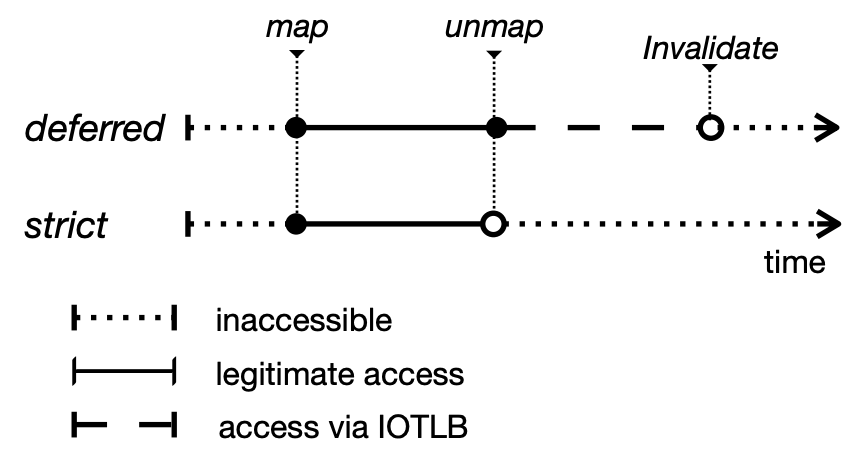 map
unmap
Invalidate
deferred
strict
time
inaccessible
legitimate access
access via IOTLB